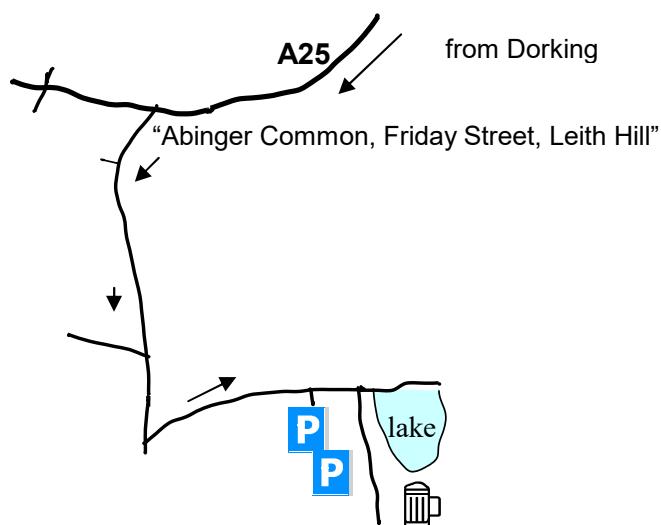 A25
from Dorking
“Abinger Common, Friday Street, Leith Hill”
P
P
lake